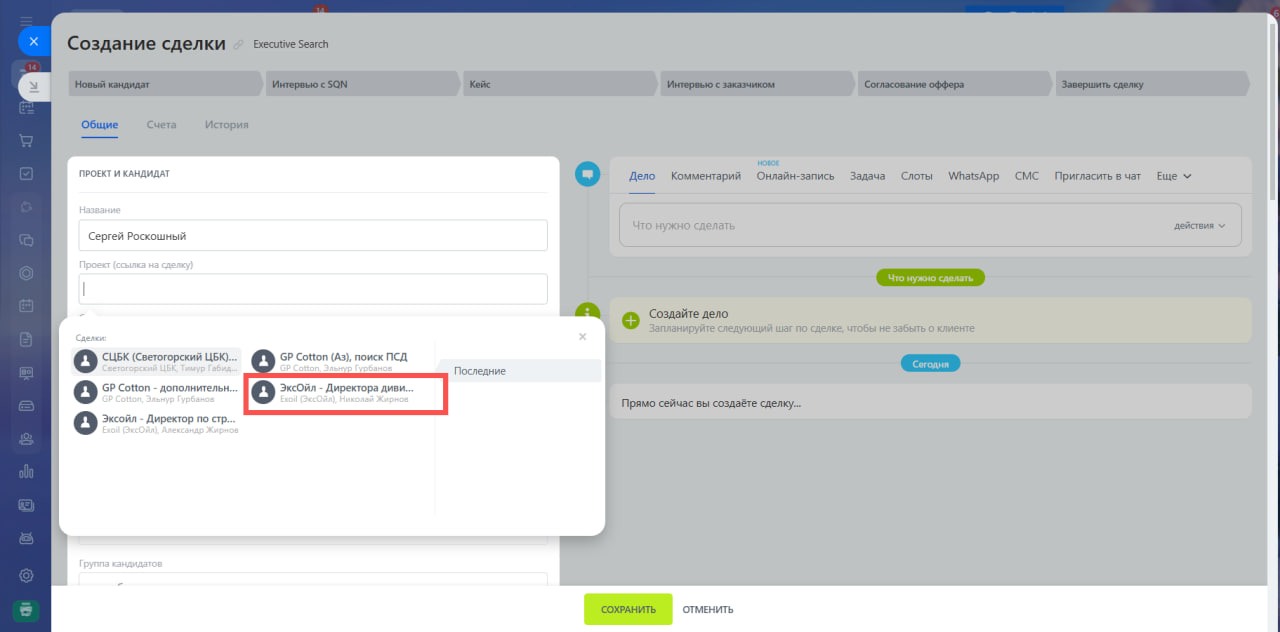 14
Создание сделки Executive Search
14
Новый кандидат Интервью с SQN Кейс Интервью с заказчиком Согласование оффера Завершить сделку
Общие Счета История
ПРОЕКТ И КАНДИДАТ
Название
Сергей Роскошный
Проект (ссылка на сделку)
Сделки:
СЦБК (Светогорский ЦБК)...
Светогорский ЦБК, Тимур Габид...
GP Cotton (Аз), поиск ПСД
GP Cotton, Эльнур Гурбанов
GP Cotton - дополнительн...
GP Cotton, Эльнур Гурбанов
ЭксОйл - Директора диви...
Exoil (ЭксОйл), Николай Жирнов
Эксойл - Директор по стр...
Exoil (ЭксОйл), Александр Жирнов
Последние
Группа кандидатов
НОВОЕ
Дело Комментарий Онлайн-запись Задача Слоты WhatsApp СМС Пригласить в чат Еще
Что нужно сделать действия
Что нужно сделать
Создайте дело
Запланируйте следующий шаг по сделке, чтобы не забыть о клиенте
Сегодня
Прямо сейчас вы создаёте сделку...
СОХРАНИТЬ ОТМЕНИТЬ